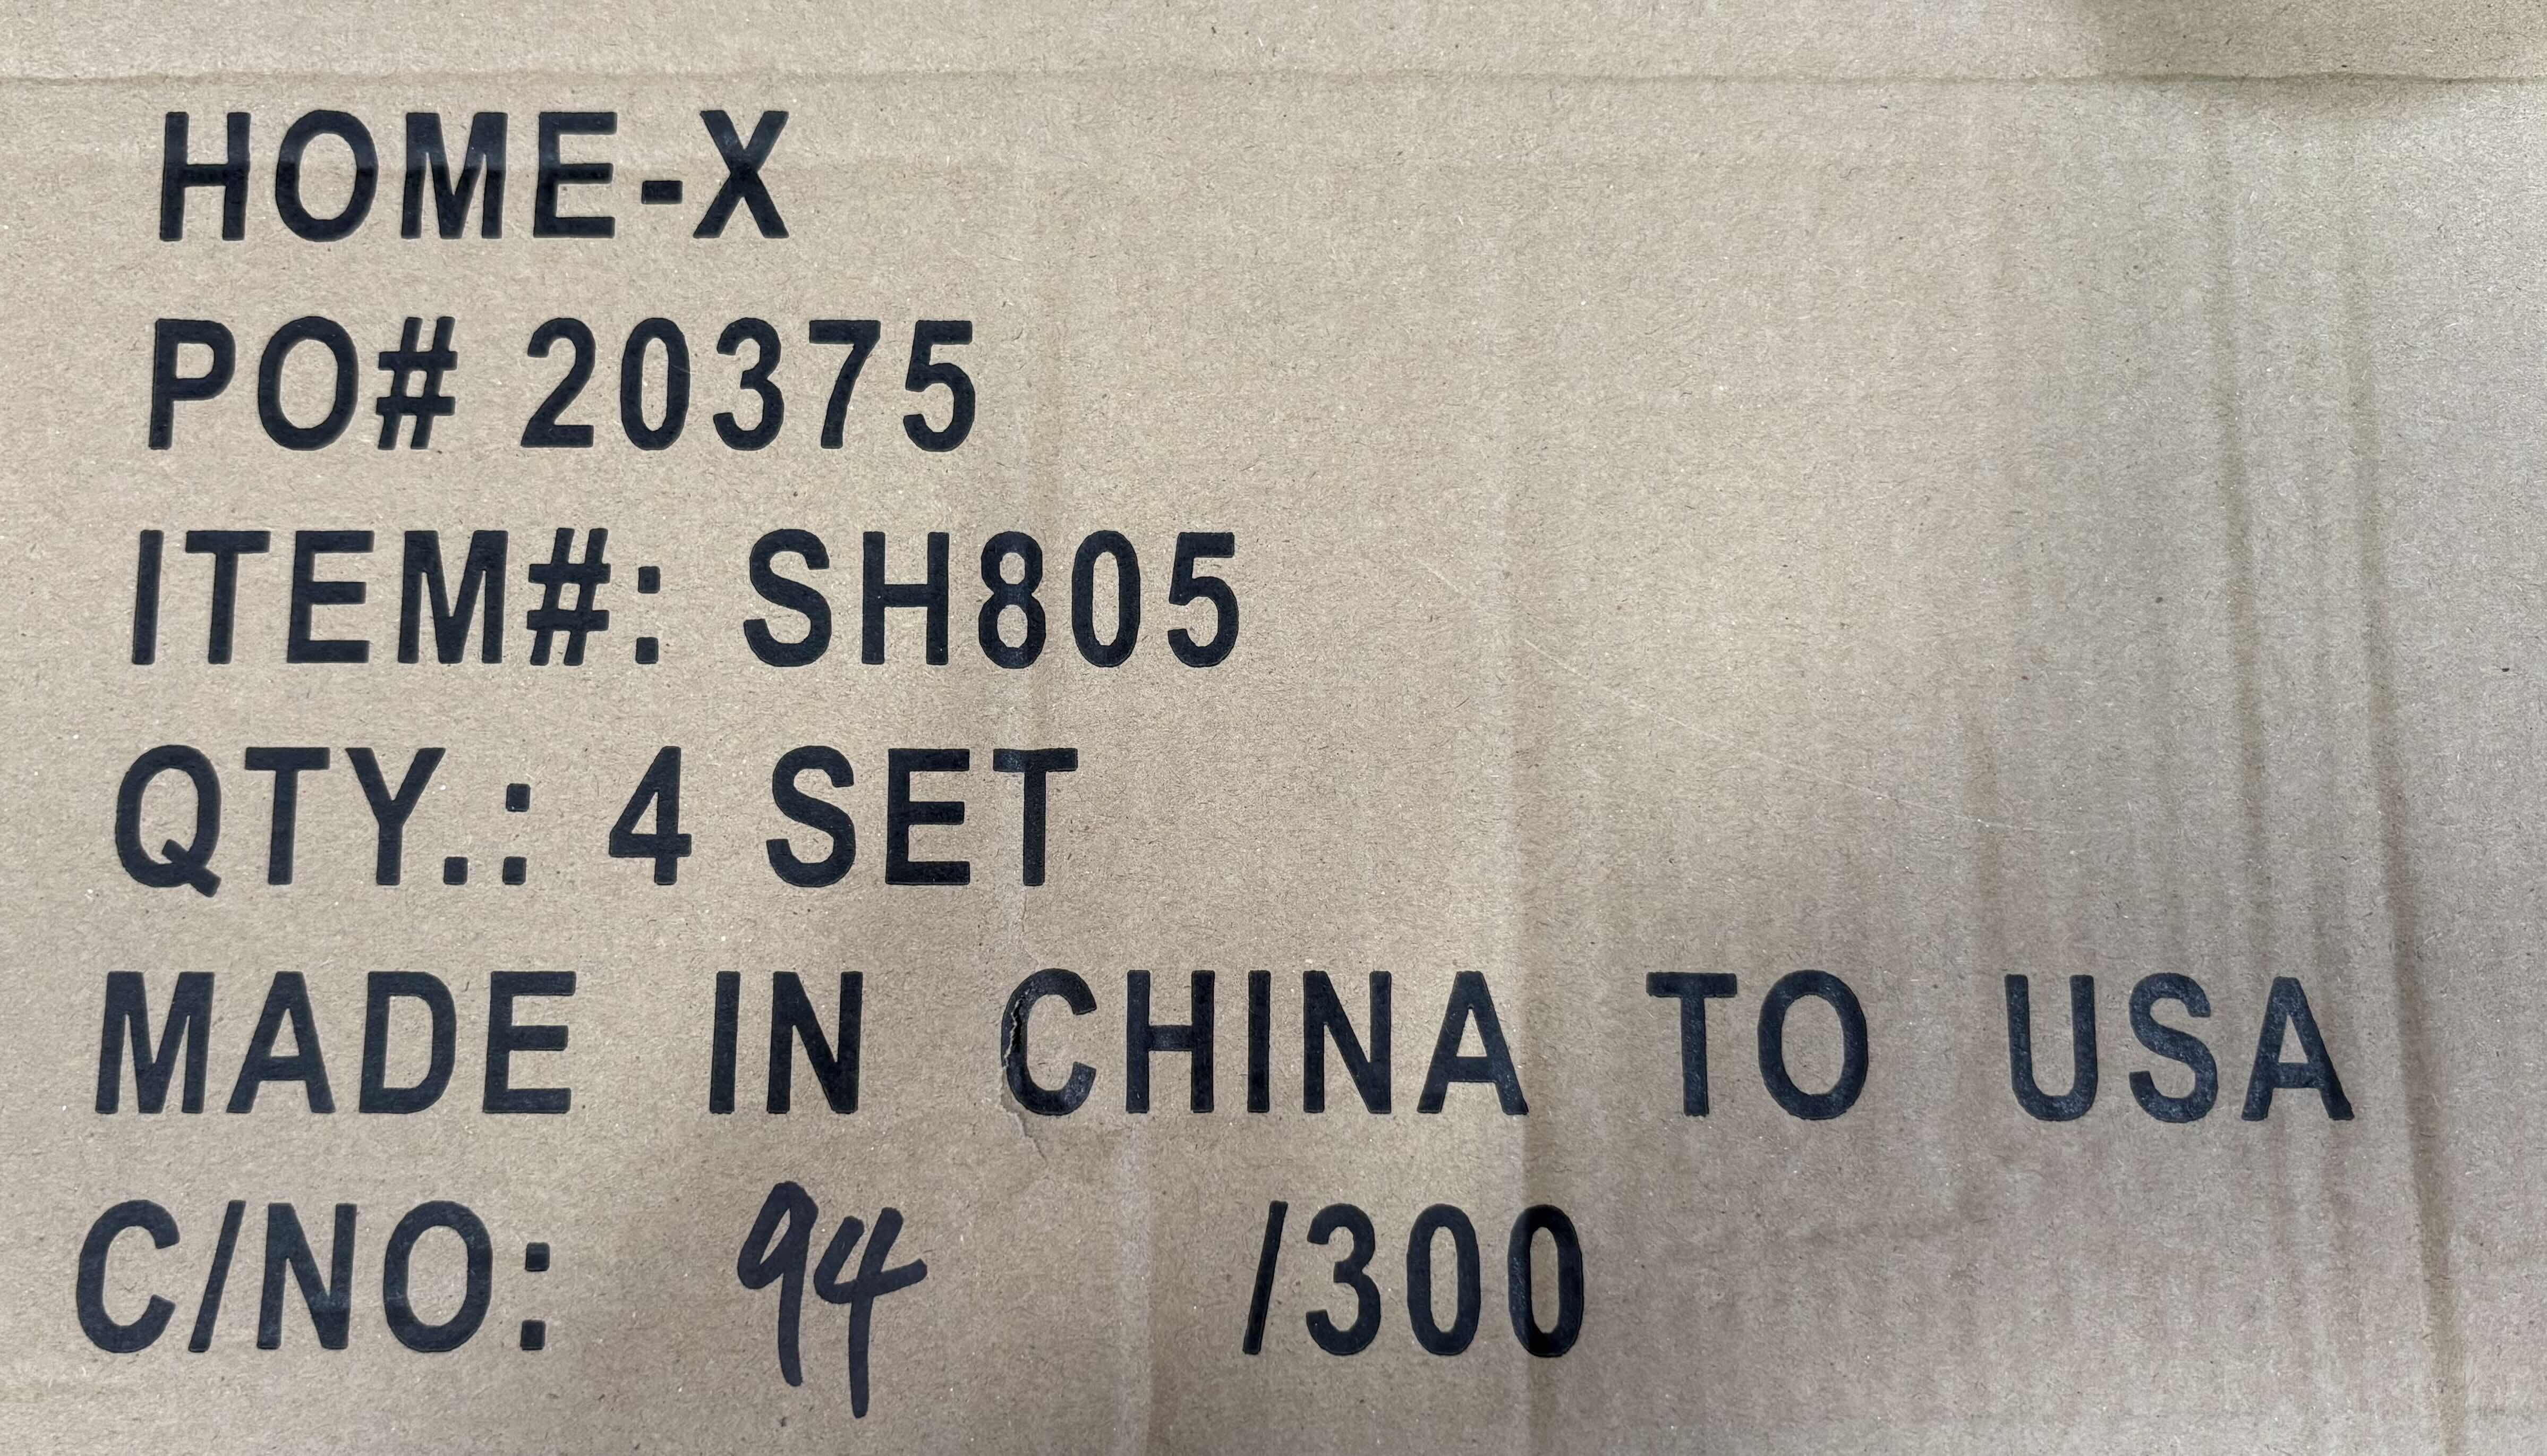 HOME-X
PO# 20375
ITEM#: SH805
QTY.: 4 SET
MADE IN CHINA TO USA
C/NO: 94 /300